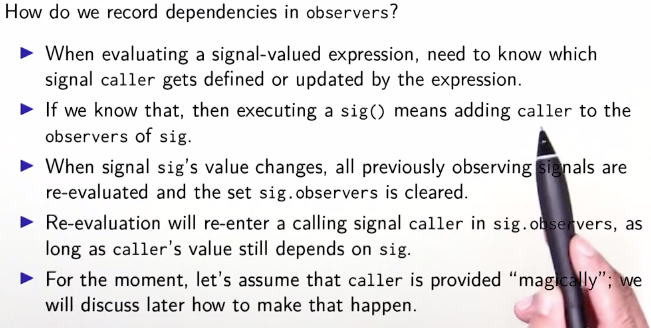 How do we record dependencies in observers?
▶ When evaluating a signal-valued expression, need to know which
signal caller gets defined or updated by the expression.
▶ If we know that, then executing a sig() means adding caller to the
observers of sig.
▶ When signal sig's value changes, all previously observing signals are
re-evaluated and the set sig.observers is cleared.
▶ Re-evaluation will re-enter a calling signal caller in sig.observers, as
long as caller's value still depends on sig.
▶ For the moment, let's assume that caller is provided “magically”; we
will discuss later how to make that happen.